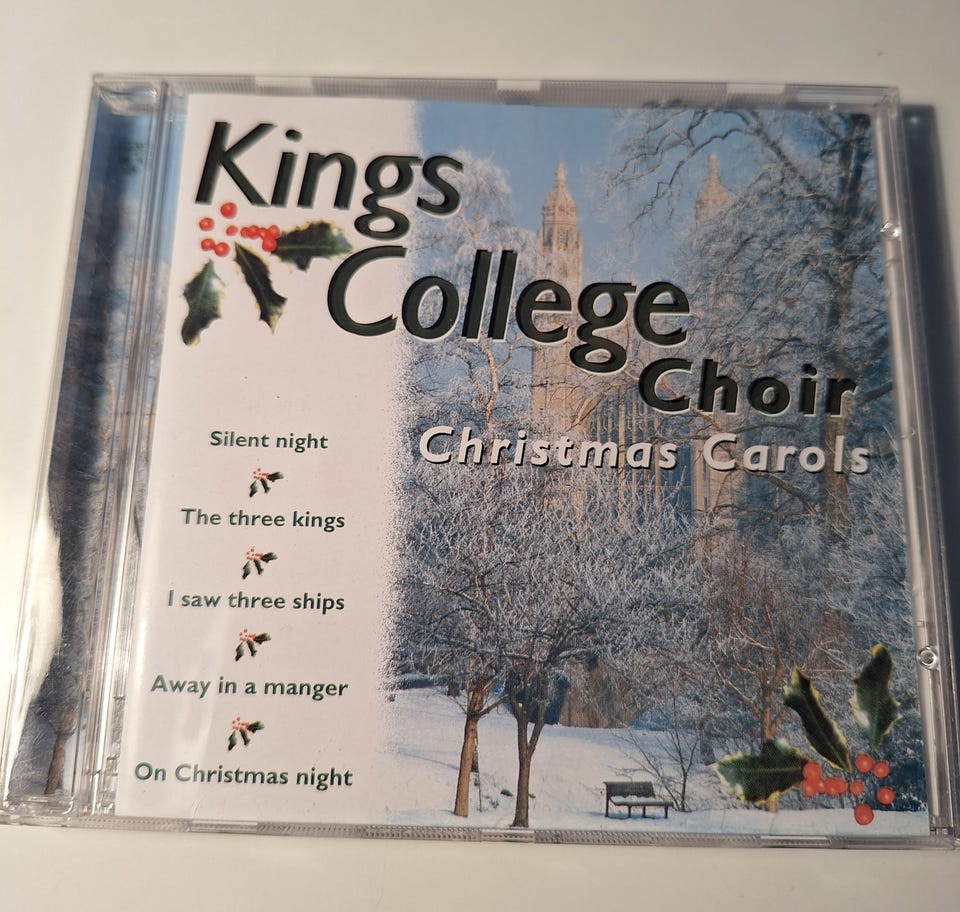 Kings
College
Choir
Christmas Carols
Silent night
The three kings
I saw three ships
Away in a manger
On Christmas night